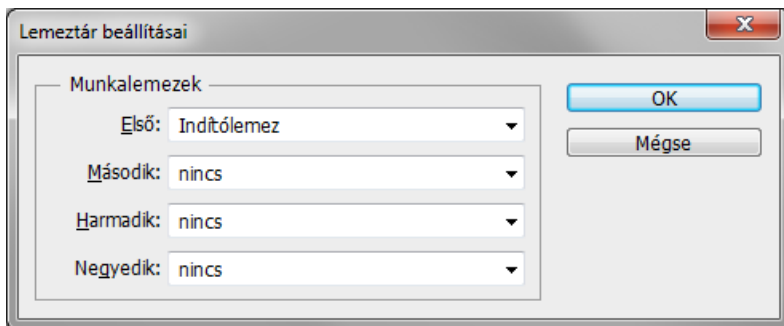 Lemeztár beállításai
Munkalemezek
Első: Indítólemez
Második: nincs
Harmadik: nincs
Negyedik: nincs
OK
Mégse